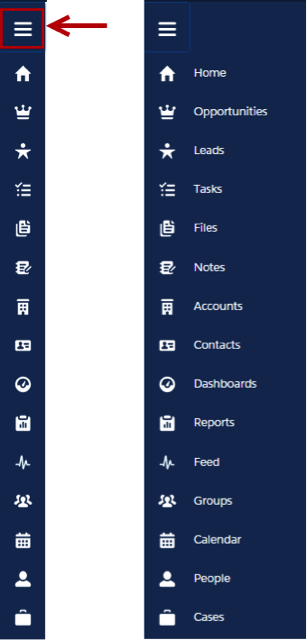 Home
Opportunities
Leads
Tasks
Files
Notes
Accounts
Contacts
Dashboards
Reports
Feed
Groups
Calendar
People
Cases